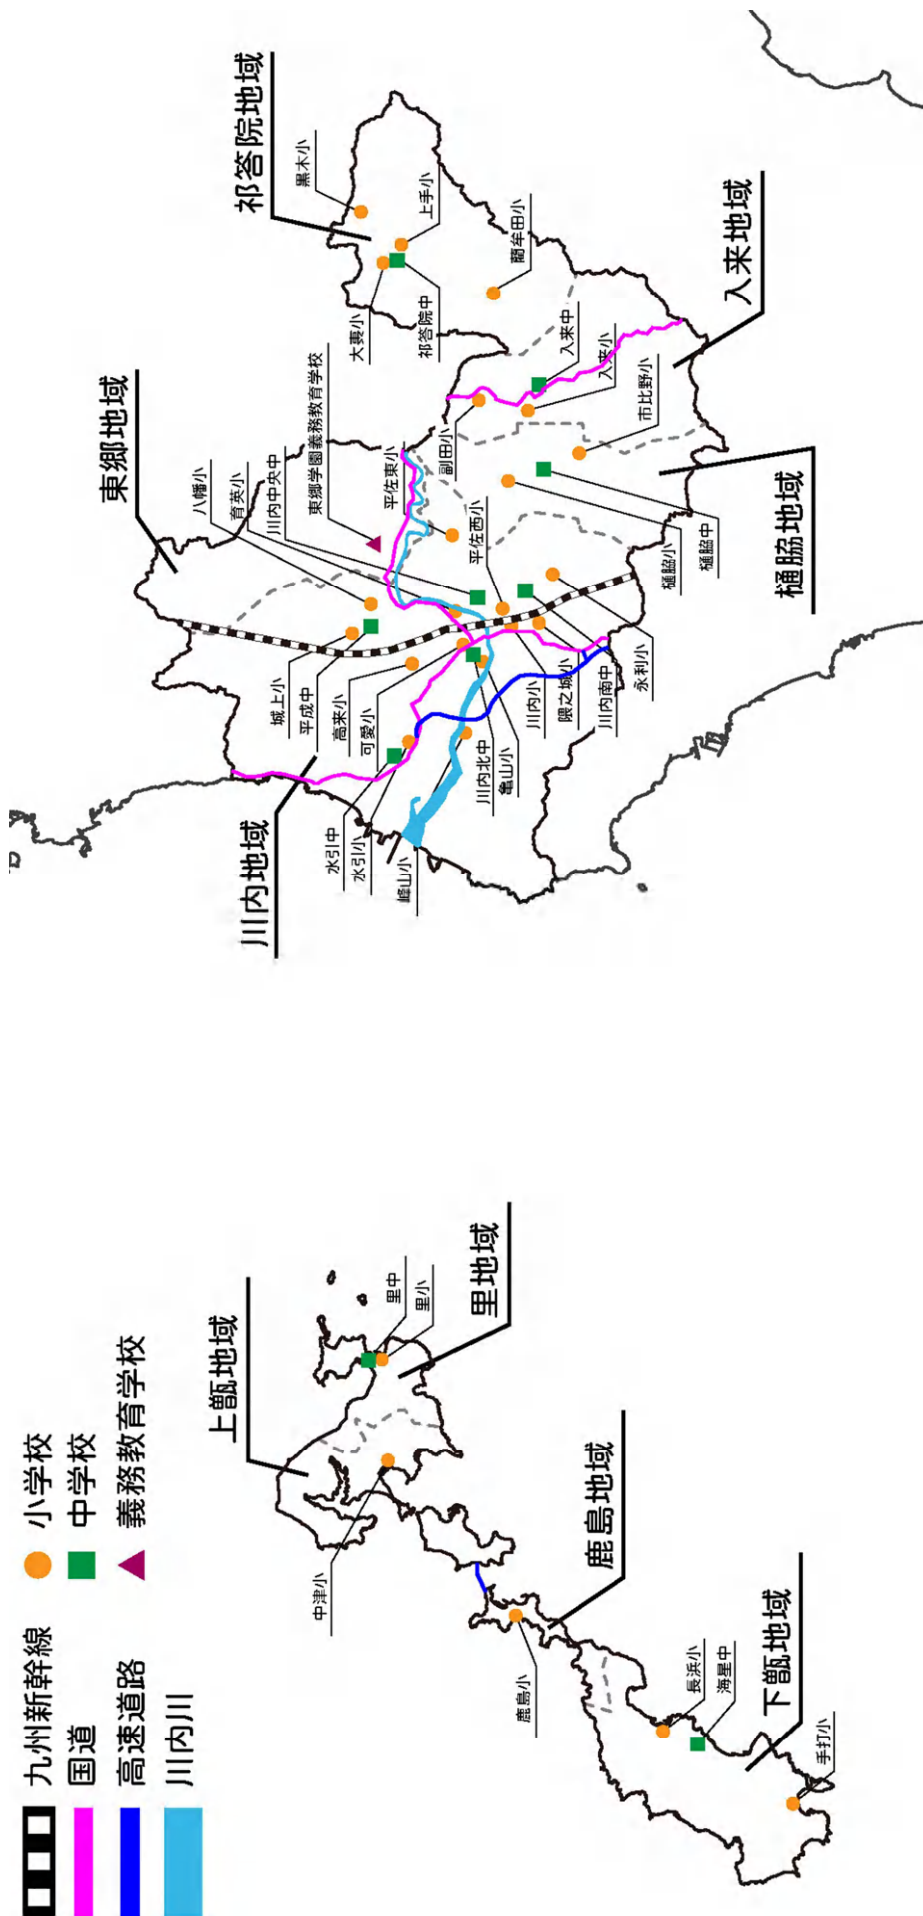 九州新幹線
国道
高速道路
川内川
小学校
中学校
義務教育学校
上甑地域
里地域
里中
里小
中津小
鹿島地域
鹿島小
下甑地域
長浜小
海星中
手打小
川内地域
東郷地域
祁答院地域
入来地域
樋脇地域
八幡小
育英小
川内中央中
東郷学園義務教育学校
平佐東小
城上小
平成中
高来小
可愛小
水引中
水引小
峰山小
川内北中
亀山小
川内小
隈之城小
川内南中
永利小
平佐西小
副田小
入来中
入来小
市比野小
樋脇小
樋脇中
黒木小
上手小
大軣小
祁答院中
藺牟田小